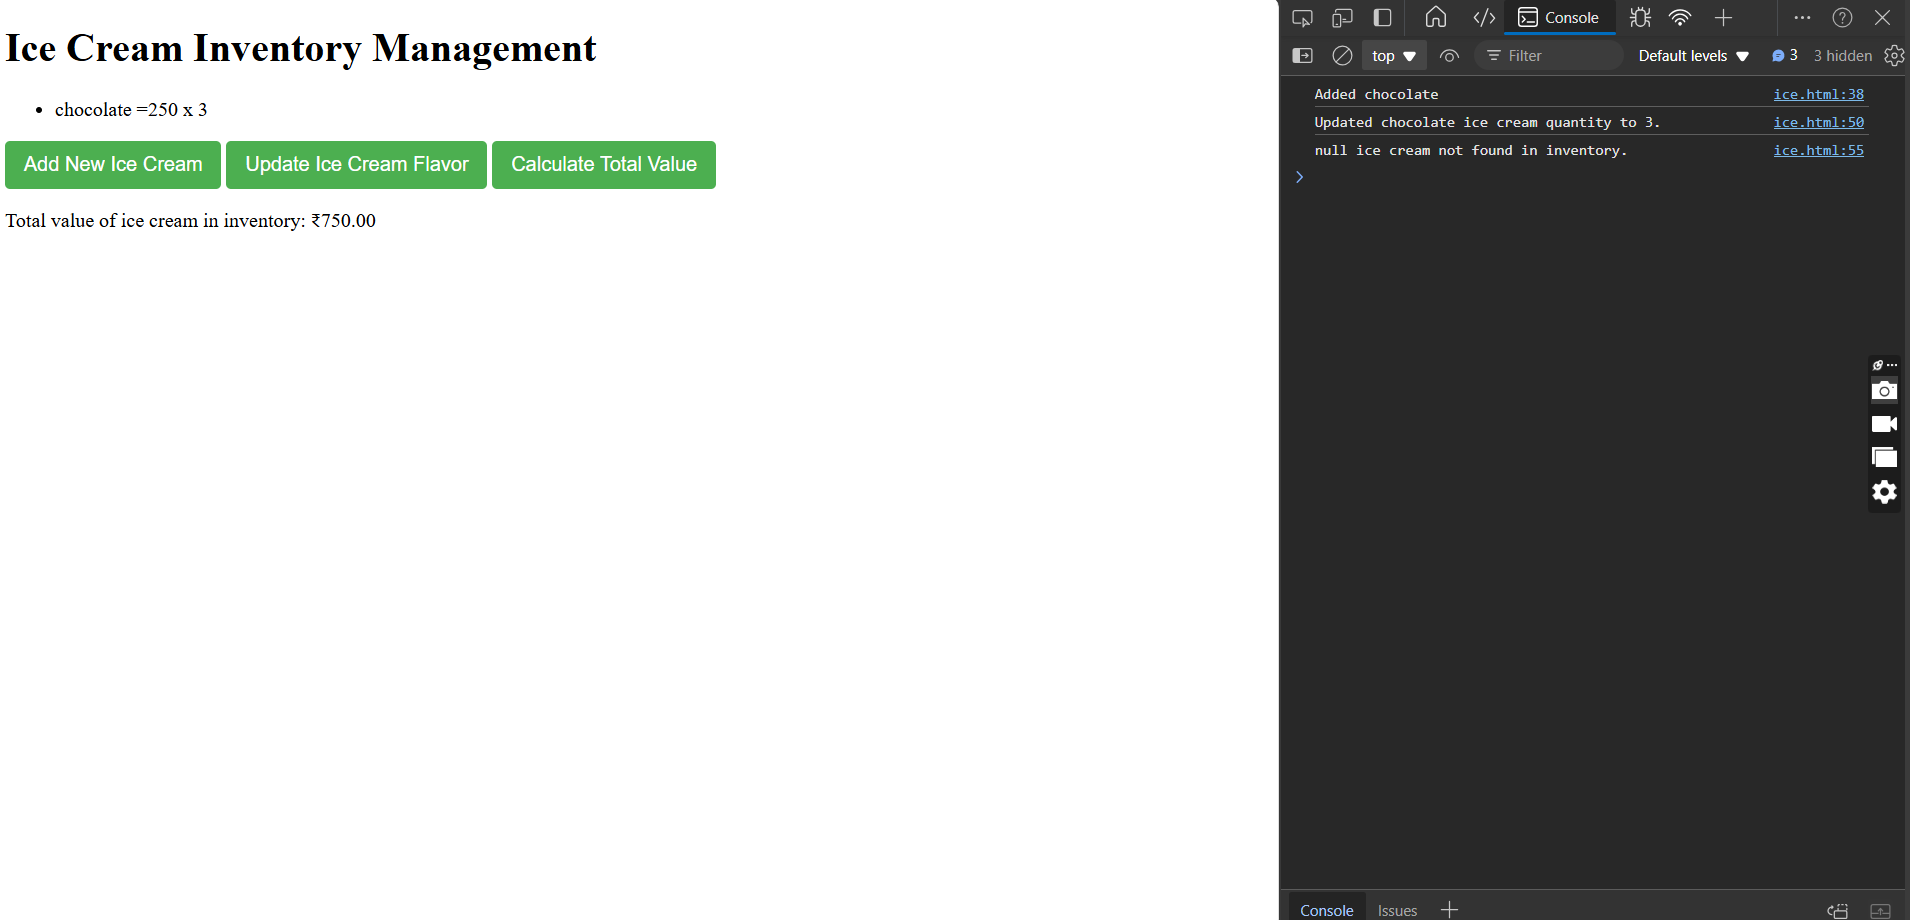 Ice Cream Inventory Management
• chocolate =250 x 3
Add New Ice Cream Update Ice Cream Flavor Calculate Total Value
Total value of ice cream in inventory: ₹750.00
Console
top Filter Default levels 3 3 hidden
Added chocolate ice.html:38
Updated chocolate ice cream quantity to 3. ice.html:50
null ice cream not found in inventory. ice.html:55
Console Issues